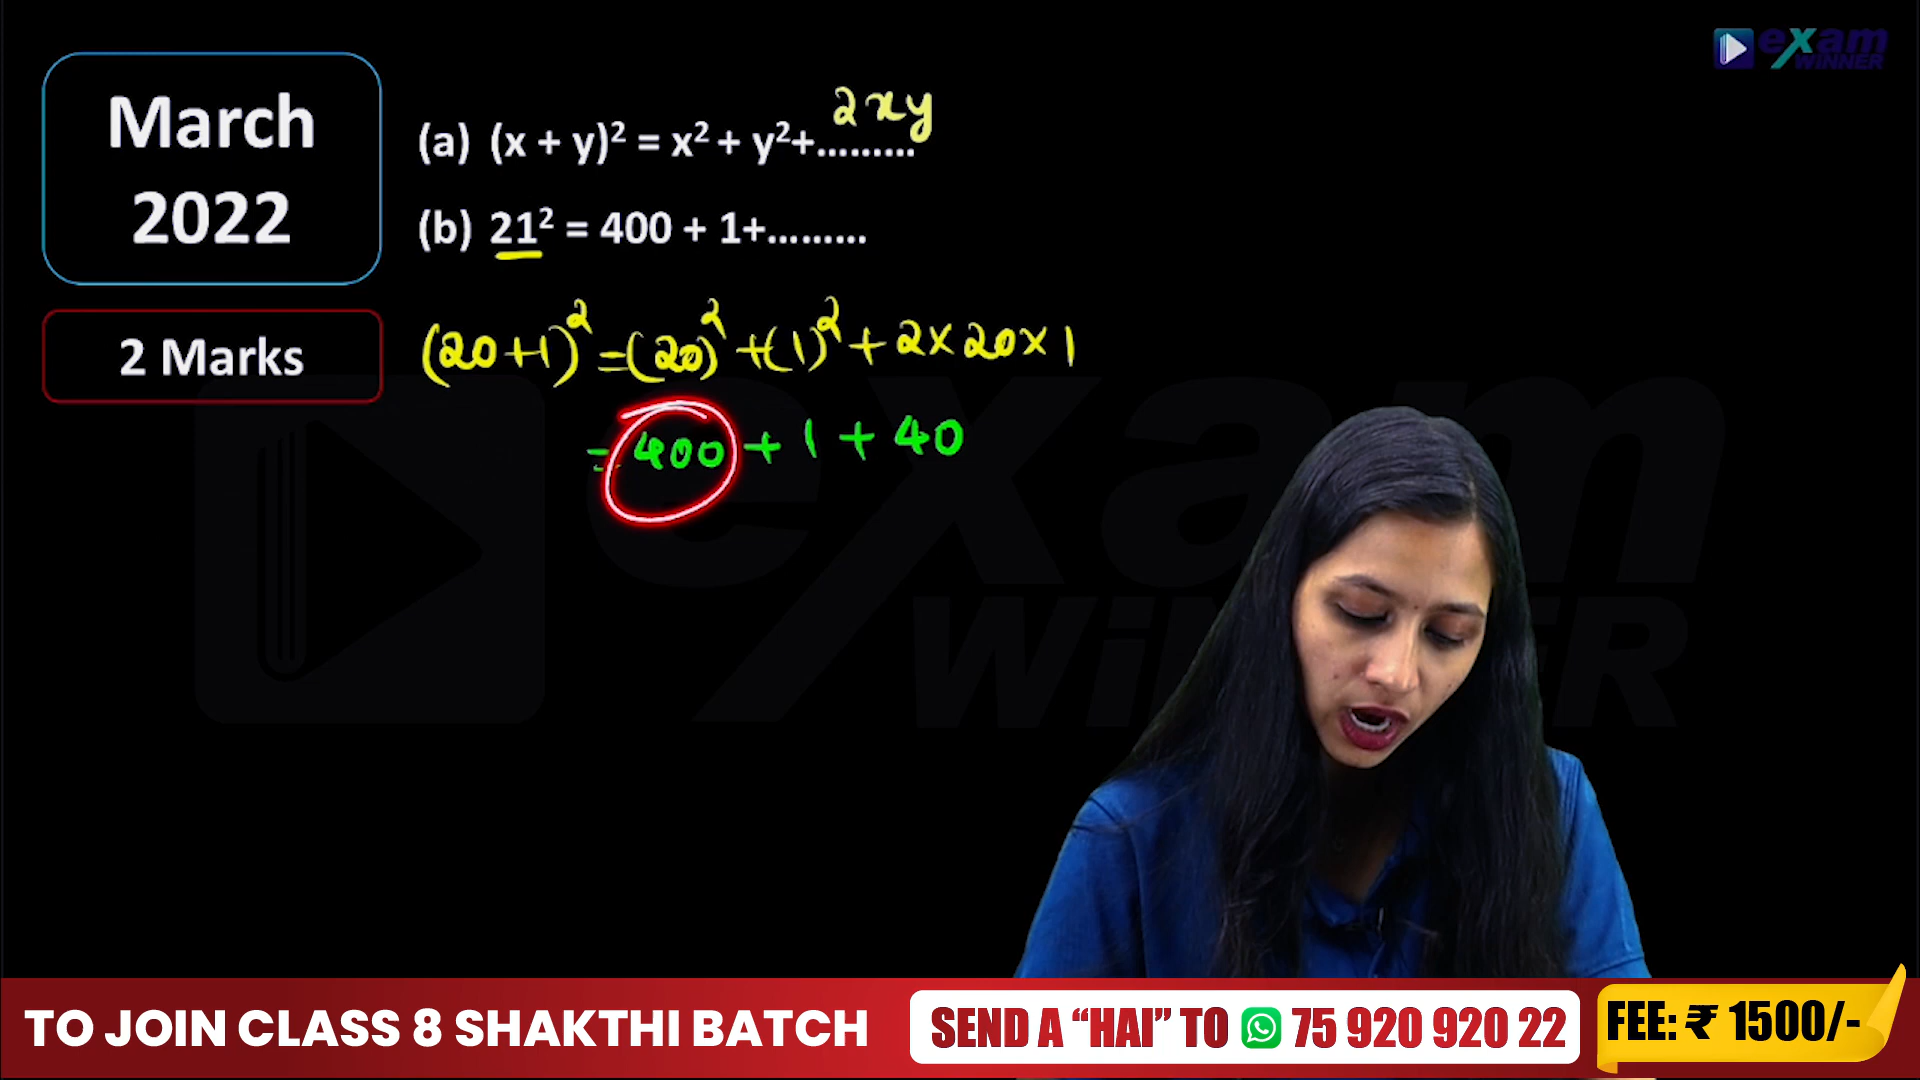 exam
WiNNER
March
2022
2 Marks
2xy
(a) (x + y)² = x² + y²+.........
(b) 21² = 400 + 1+.........
(20+1)² = (20)² + (1)² + 2×20×1
= 400 + 1 + 40
exam
WiNNER
TO JOIN CLASS 8 SHAKTHI BATCH
SEND A “HAI” TO 75 920 920 22
FEE: ₹ 1500/-